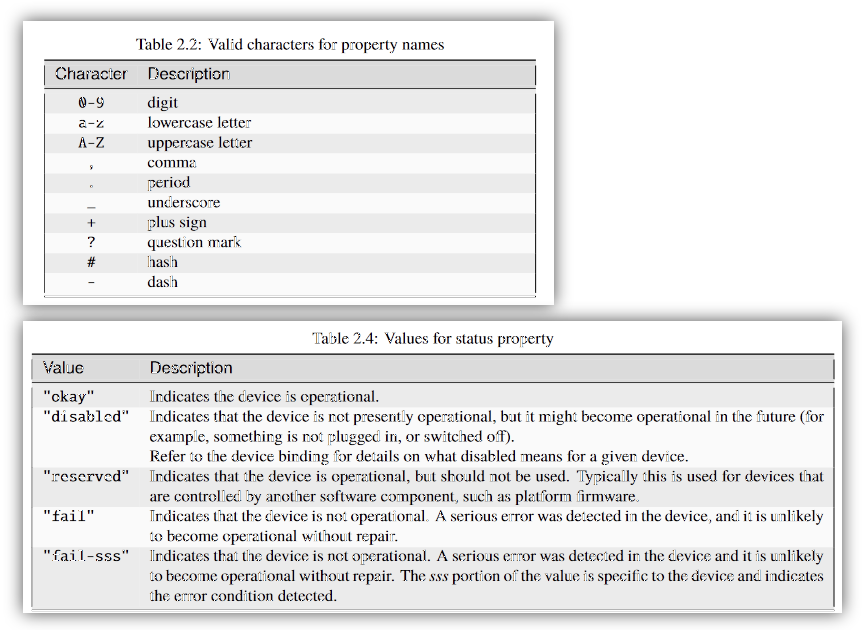 Table 2.2: Valid characters for property names
Character Description
0-9 digit
a-z lowercase letter
A-Z uppercase letter
, comma
. period
_ underscore
+ plus sign
? question mark
# hash
- dash
Table 2.4: Values for status property
Value Description
"okay" Indicates the device is operational.
"disabled" Indicates that the device is not presently operational, but it might become operational in the future (for
example, something is not plugged in, or switched off).
Refer to the device binding for details on what disabled means for a given device.
"reserved" Indicates that the device is operational, but should not be used. Typically this is used for devices that
are controlled by another software component, such as platform firmware.
"fail" Indicates that the device is not operational. A serious error was detected in the device, and it is unlikely
to become operational without repair.
"fail-sss" Indicates that the device is not operational. A serious error was detected in the device and it is unlikely
to become operational without repair. The sss portion of the value is specific to the device and indicates
the error condition detected.